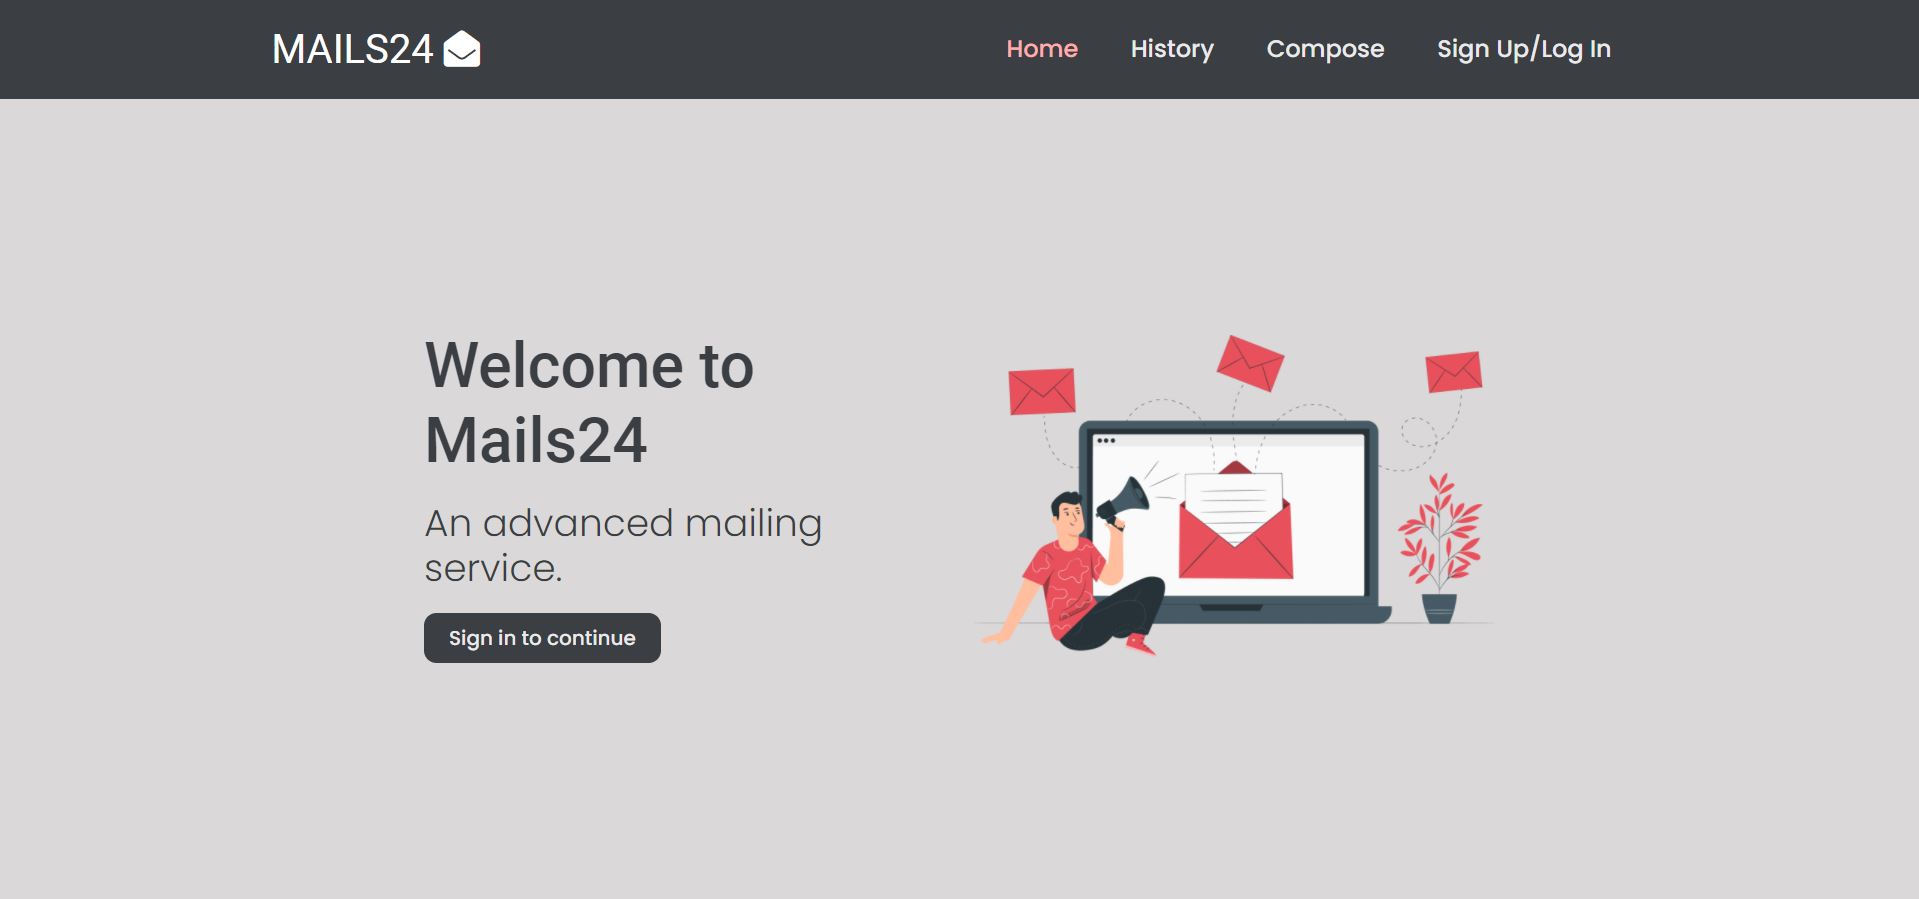 MAILS24
Home
History
Compose
Sign Up/Log In
Welcome to
Mails24
An advanced mailing
service.
Sign in to continue